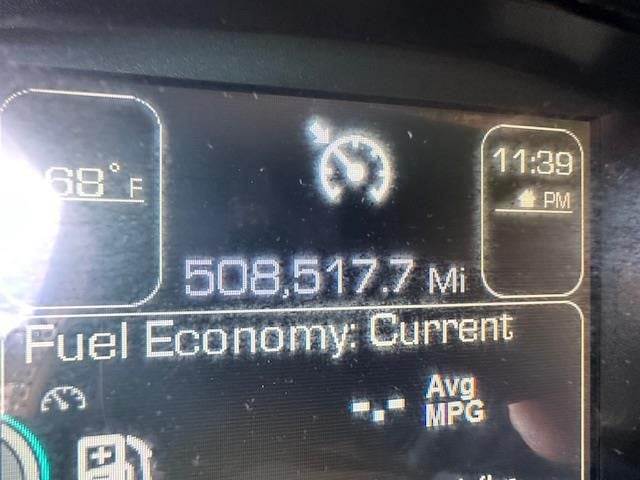 68° F
11:39
PM
508,517.7 Mi
Fuel Economy: Current
--.-- Avg
MPG